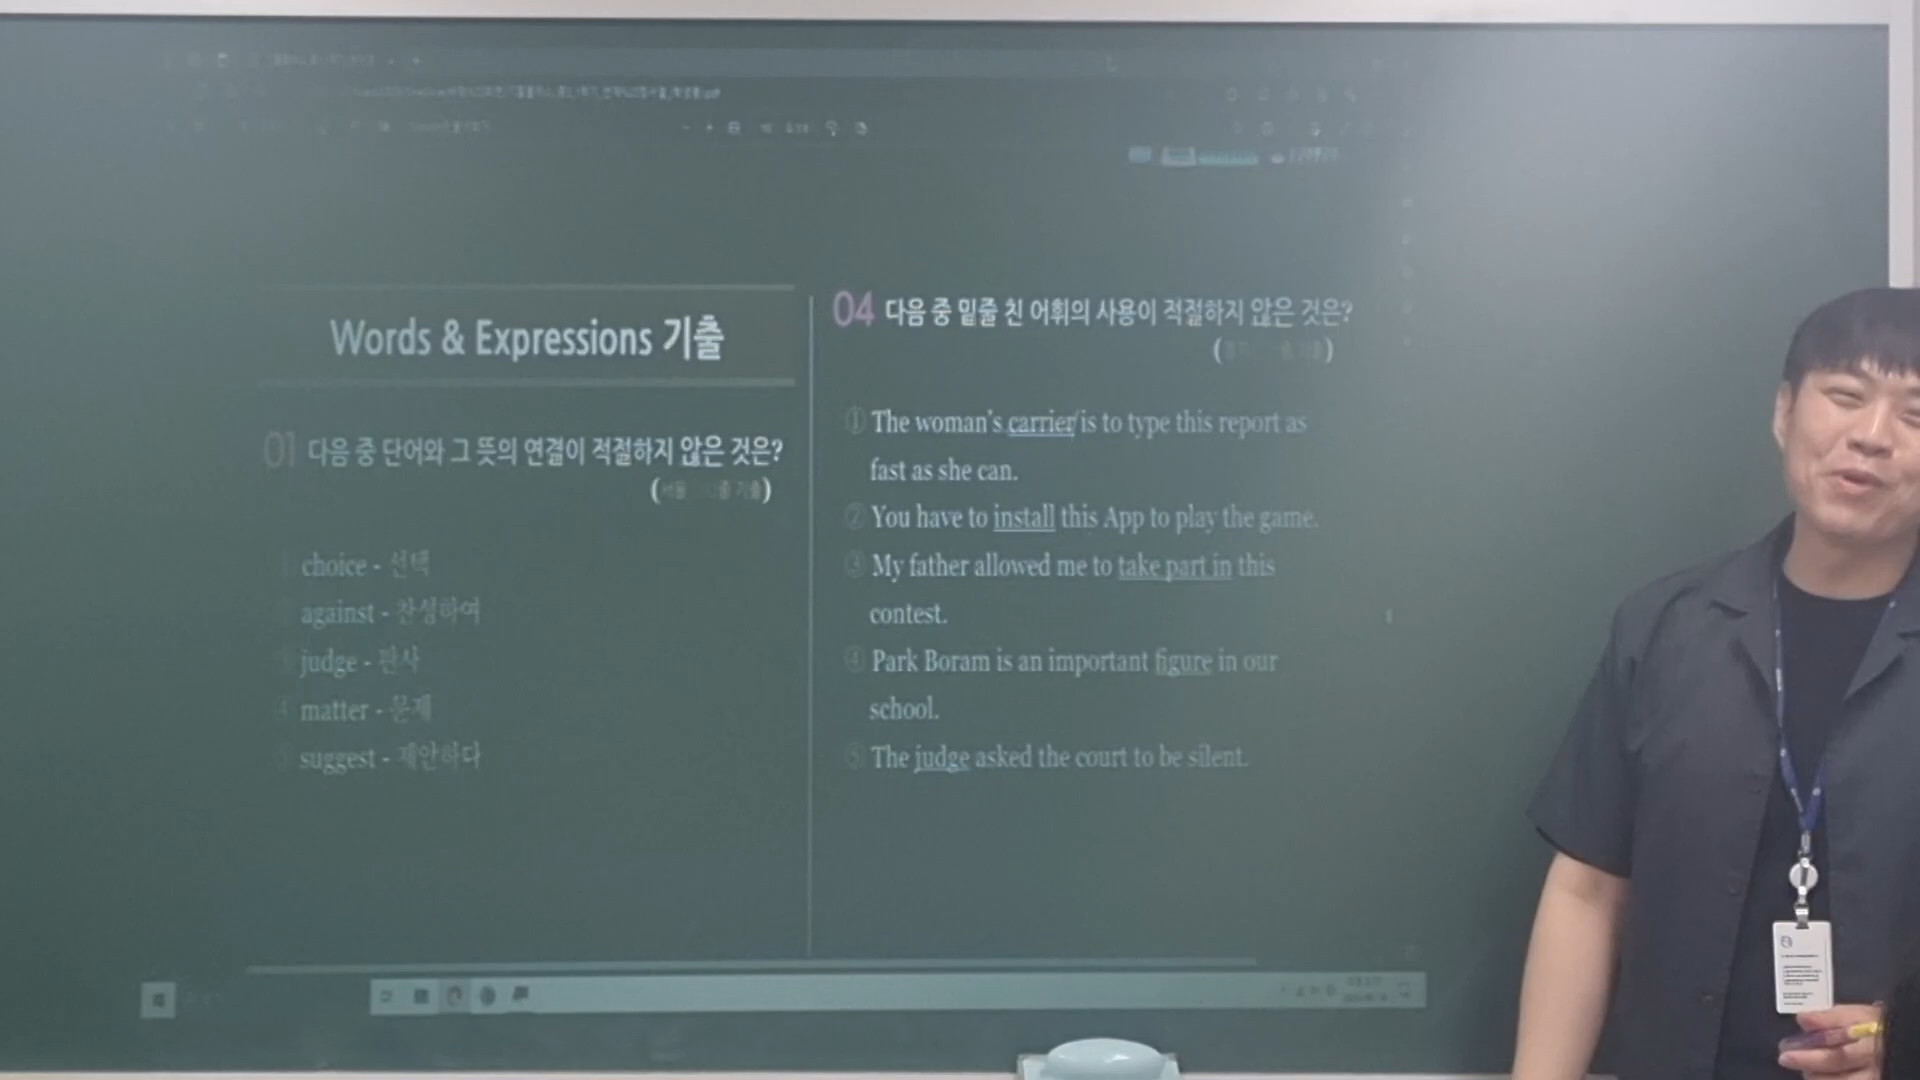 Words & Expressions 기출
01 다음 중 단어와 그 뜻의 연결이 적절하지 않은 것은?
choice - 선택
against - 찬성하여
judge - 판사
matter - 문제
suggest - 제안하다
04 다음 중 밑줄 친 어휘의 사용이 적절하지 않은 것은?
① The woman's carrier is to type this report as
fast as she can.
② You have to install this App to play the game.
③ My father allowed me to take part in this
contest.
④ Park Boram is an important figure in our
school.
⑤ The judge asked the court to be silent.